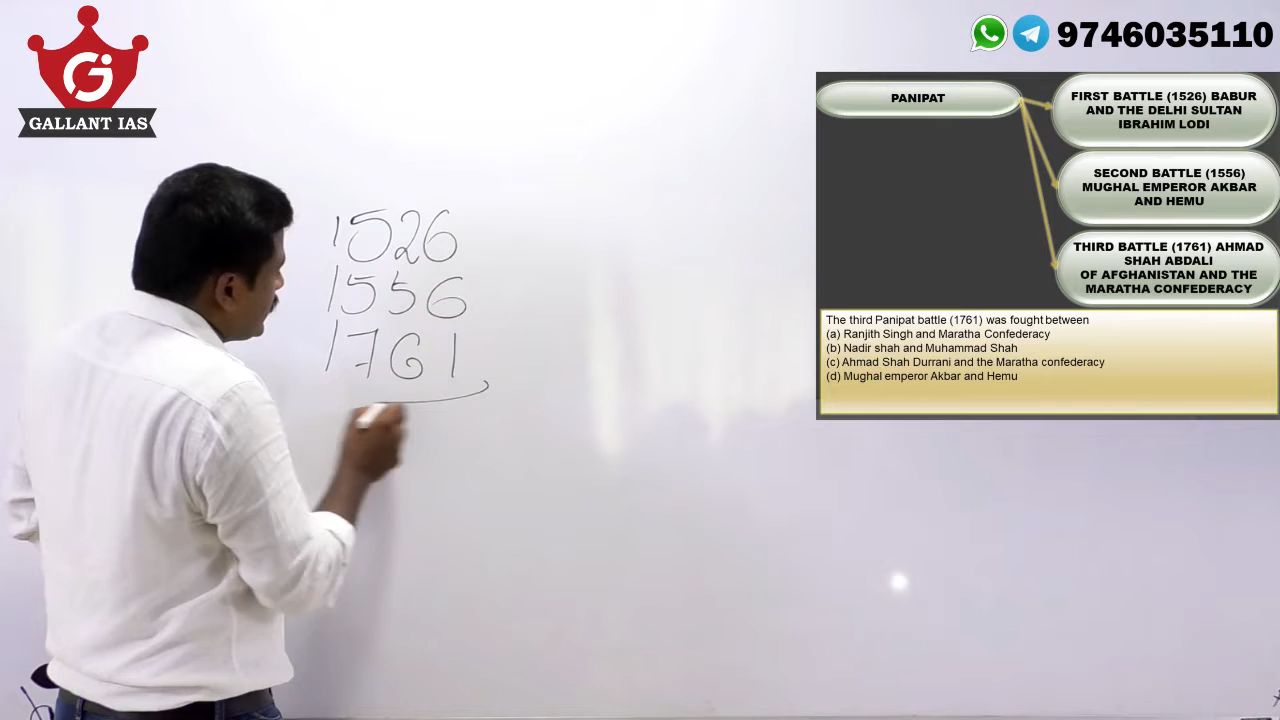 GALLANT IAS
9746035110
PANIPAT
FIRST BATTLE (1526) BABUR
AND THE DELHI SULTAN
IBRAHIM LODI
SECOND BATTLE (1556)
MUGHAL EMPEROR AKBAR
AND HEMU
THIRD BATTLE (1761) AHMAD
SHAH ABDALI
OF AFGHANISTAN AND THE
MARATHA CONFEDERACY
1526
1556
1761
The third Panipat battle (1761) was fought between
(a) Ranjith Singh and Maratha Confederacy
(b) Nadir shah and Muhammad Shah
(c) Ahmad Shah Durrani and the Maratha confederacy
(d) Mughal emperor Akbar and Hemu